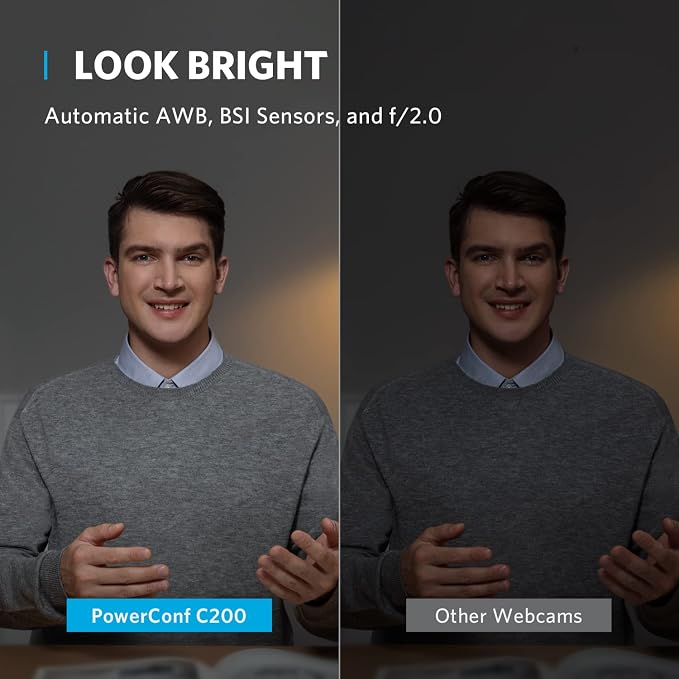 LOOK BRIGHT
Automatic AWB, BSI Sensors, and f/2.0
PowerConf C200
Other Webcams